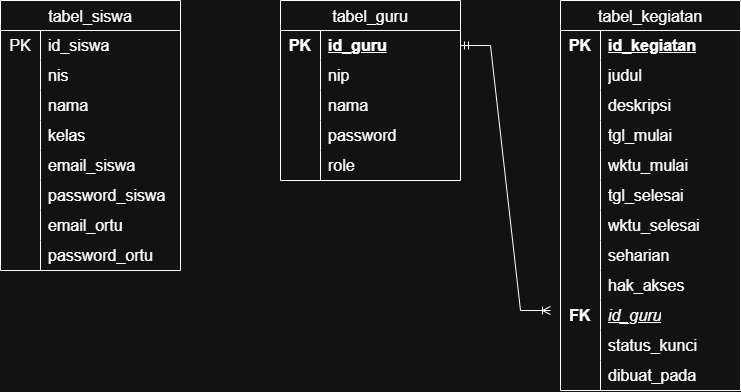 tabel_siswa
PK id_siswa
nis
nama
kelas
email_siswa
password_siswa
email_ortu
password_ortu
tabel_guru
PK id_guru
nip
nama
password
role
tabel_kegiatan
PK id_kegiatan
judul
deskripsi
tgl_mulai
wktu_mulai
tgl_selesai
wktu_selesai
seharian
hak_akses
FK id_guru
status_kunci
dibuat_pada